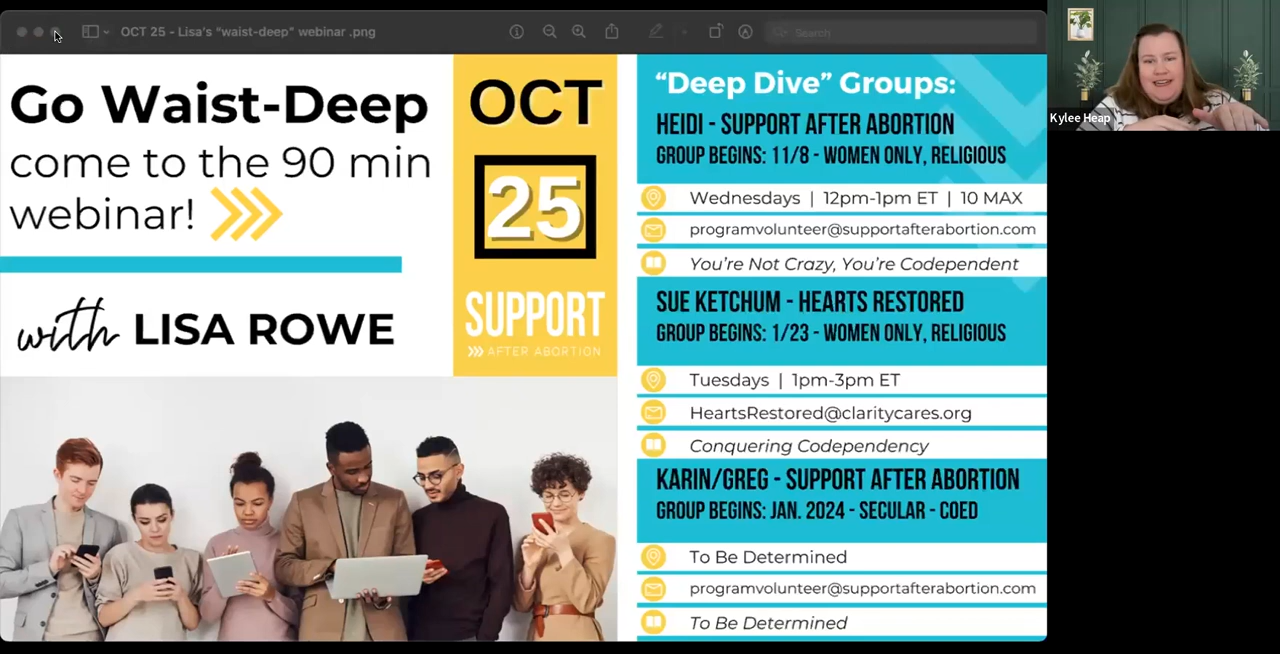 OCT 25 - Lisa's "waist-deep" webinar .png
Search
Go Waist-Deep
come to the 90 min
webinar!
with LISA ROWE
OCT
25
SUPPORT
AFTER ABORTION
“Deep Dive” Groups:
HEIDI - SUPPORT AFTER ABORTION
GROUP BEGINS: 11/8 - WOMEN ONLY, RELIGIOUS
Wednesdays | 12pm-1pm ET | 10 MAX
programvolunteer@supportafterabortion.com
You're Not Crazy, You're Codependent
SUE KETCHUM - HEARTS RESTORED
GROUP BEGINS: 1/23 - WOMEN ONLY, RELIGIOUS
Tuesdays | 1pm-3pm ET
HeartsRestored@claritycares.org
Conquering Codependency
KARIN/GREG - SUPPORT AFTER ABORTION
GROUP BEGINS: JAN. 2024 - SECULAR - COED
To Be Determined
programvolunteer@supportafterabortion.com
To Be Determined
Kylee Heap